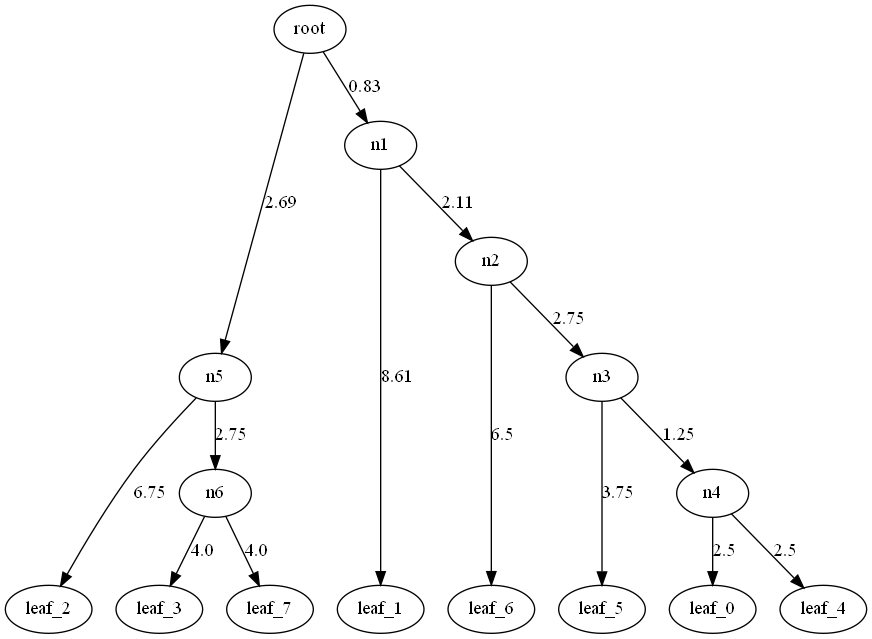 root
0.83
n1
2.69
2.11
n2
2.75
n5
8.61
n3
2.75
6.5
1.25
6.75
n6
3.75
n4
4.0
4.0
2.5
2.5
leaf_2
leaf_3
leaf_7
leaf_1
leaf_6
leaf_5
leaf_0
leaf_4